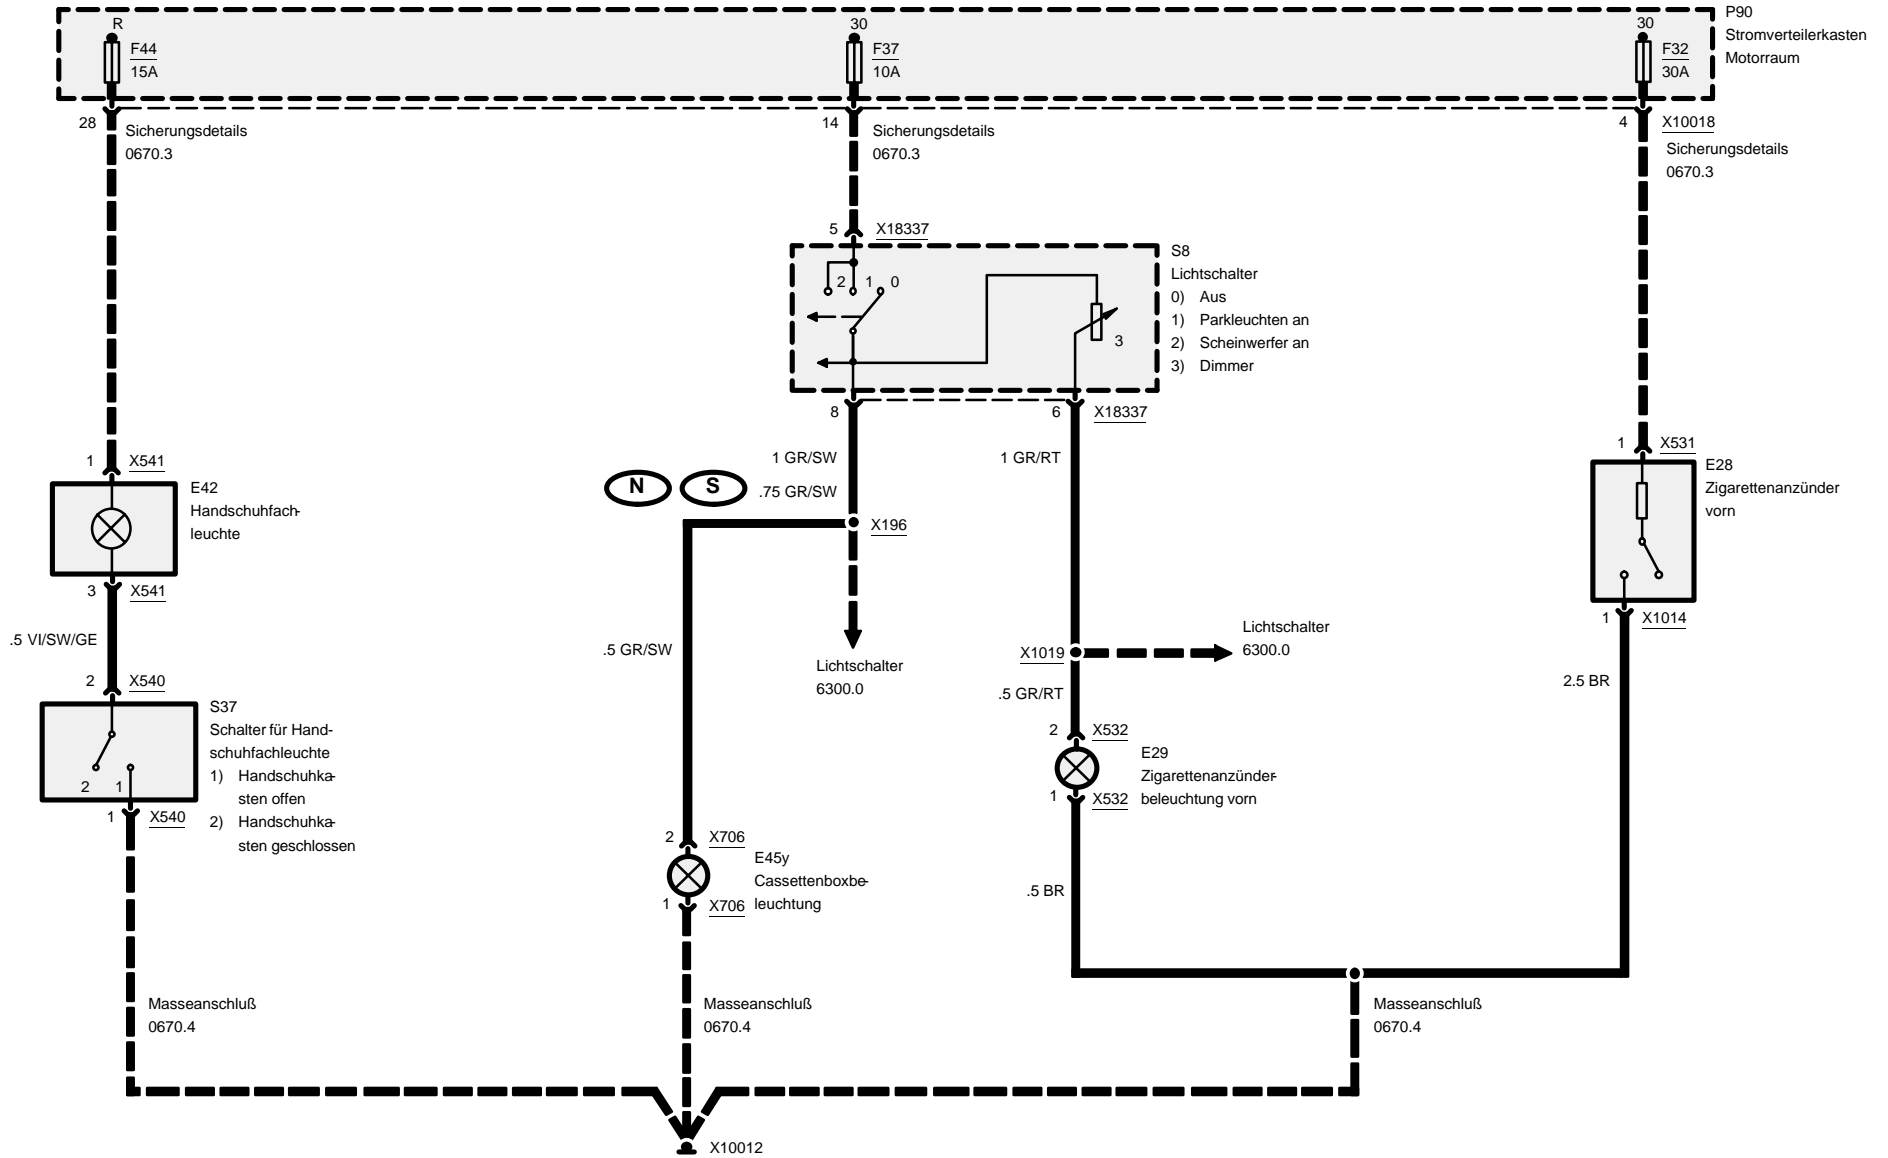 R
F44
15A
30
F37
10A
30
F32
30A
P90
Stromverteilerkasten
Motorraum
28
Sicherungsdetails
0670.3
14
Sicherungsdetails
0670.3
4
X10018
Sicherungsdetails
0670.3
5
X18337
2
1
0
3
S8
Lichtschalter
0) Aus
1) Parkleuchten an
2) Scheinwerfer an
3) Dimmer
8
6
X18337
1 GR/SW
.75 GR/SW
N
S
X196
1 GR/RT
1
X541
E42
Handschuhfach-
leuchte
3
X541
.5 VI/SW/GE
2
X540
S37
Schalter für Hand-
schuhfachleuchte
1) Handschuhka-
sten offen
2) Handschuhka-
sten geschlossen
2
1
1
X540
.5 GR/SW
Lichtschalter
6300.0
X1019
Lichtschalter
6300.0
.5 GR/RT
2
X532
E29
Zigarettenanzünder-
beleuchtung vorn
1
X532
.5 BR
1
X531
E28
Zigarettenanzünder
vorn
1
X1014
2.5 BR
2
X706
E45y
Cassettenboxbe-
leuchtung
1
X706
Masseanschluß
0670.4
Masseanschluß
0670.4
Masseanschluß
0670.4
X10012